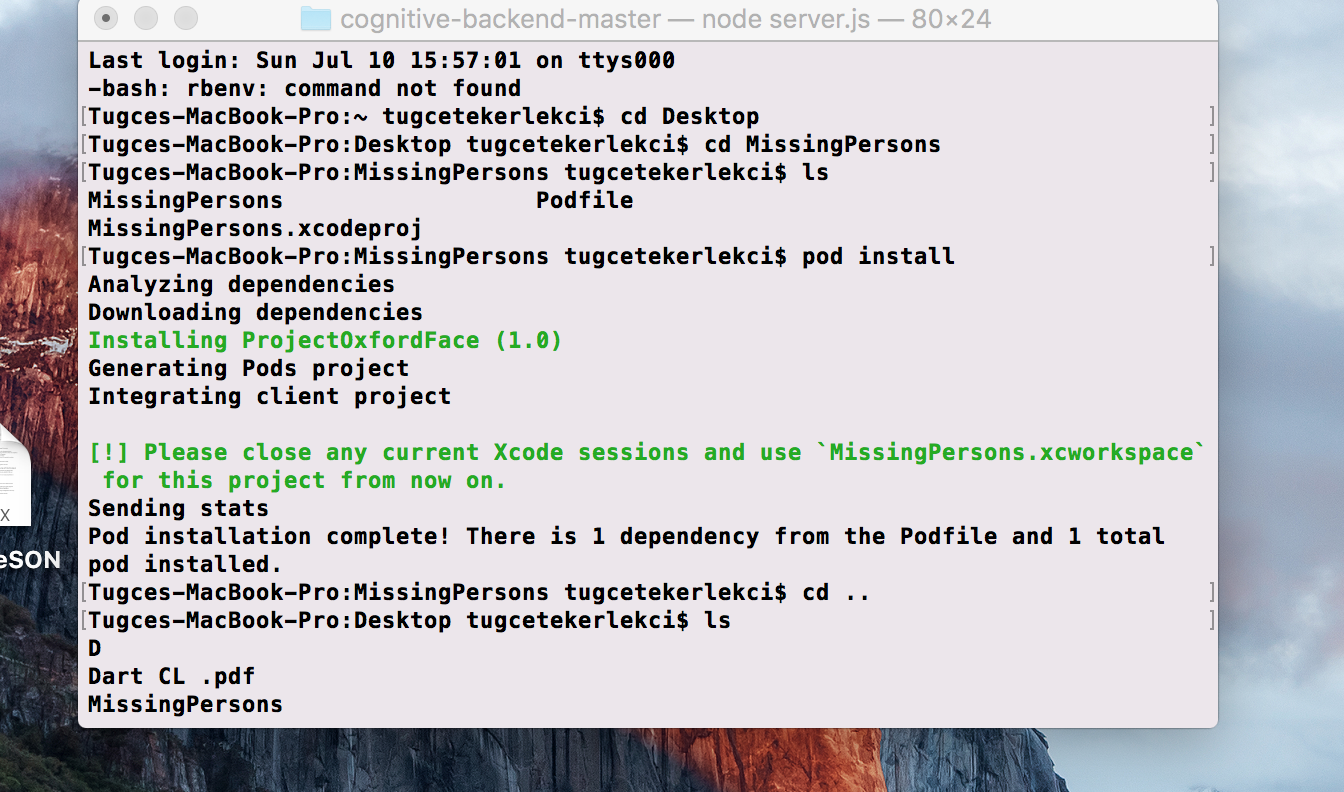 cognitive-backend-master — node server.js — 80×24
Last login: Sun Jul 10 15:57:01 on ttys000
-bash: rbenv: command not found
[Tugces-MacBook-Pro:~ tugcetekerlekci$ cd Desktop ]
[Tugces-MacBook-Pro:Desktop tugcetekerlekci$ cd MissingPersons ]
[Tugces-MacBook-Pro:MissingPersons tugcetekerlekci$ ls ]
MissingPersons Podfile
MissingPersons.xcodeproj
[Tugces-MacBook-Pro:MissingPersons tugcetekerlekci$ pod install ]
Analyzing dependencies
Downloading dependencies
Installing ProjectOxfordFace (1.0)
Generating Pods project
Integrating client project
[!] Please close any current Xcode sessions and use `MissingPersons.xcworkspace`
for this project from now on.
Sending stats
Pod installation complete! There is 1 dependency from the Podfile and 1 total
pod installed.
[Tugces-MacBook-Pro:MissingPersons tugcetekerlekci$ cd .. ]
[Tugces-MacBook-Pro:Desktop tugcetekerlekci$ ls ]
D
Dart CL .pdf
MissingPersons
X
eSON